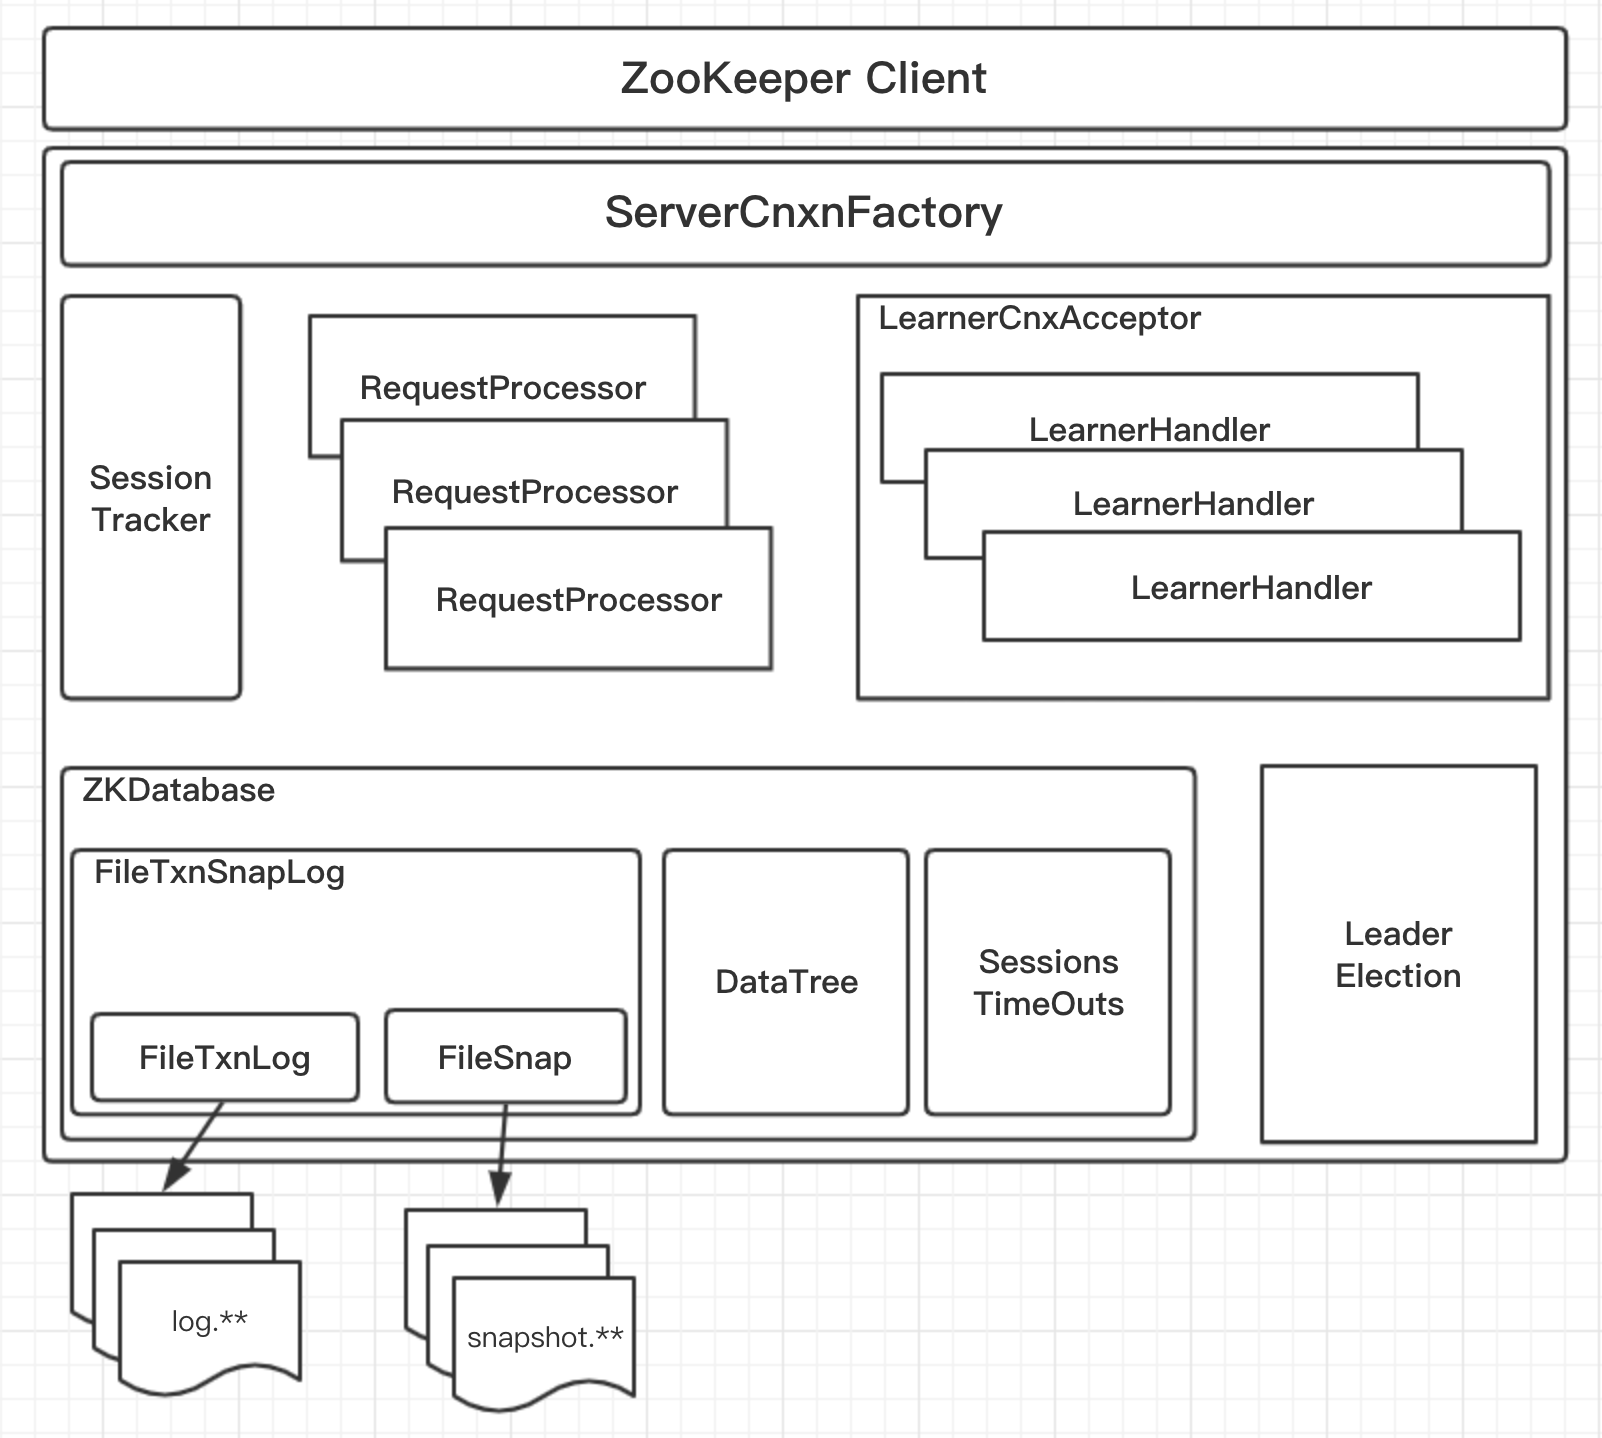 ZooKeeper Client
ServerCnxnFactory
Session
Tracker
RequestProcessor
RequestProcessor
RequestProcessor
LearnerCnxAcceptor
LearnerHandler
LearnerHandler
LearnerHandler
ZKDatabase
FileTxnSnapLog
FileTxnLog
FileSnap
DataTree
Sessions
TimeOuts
Leader
Election
log.**
snapshot.**